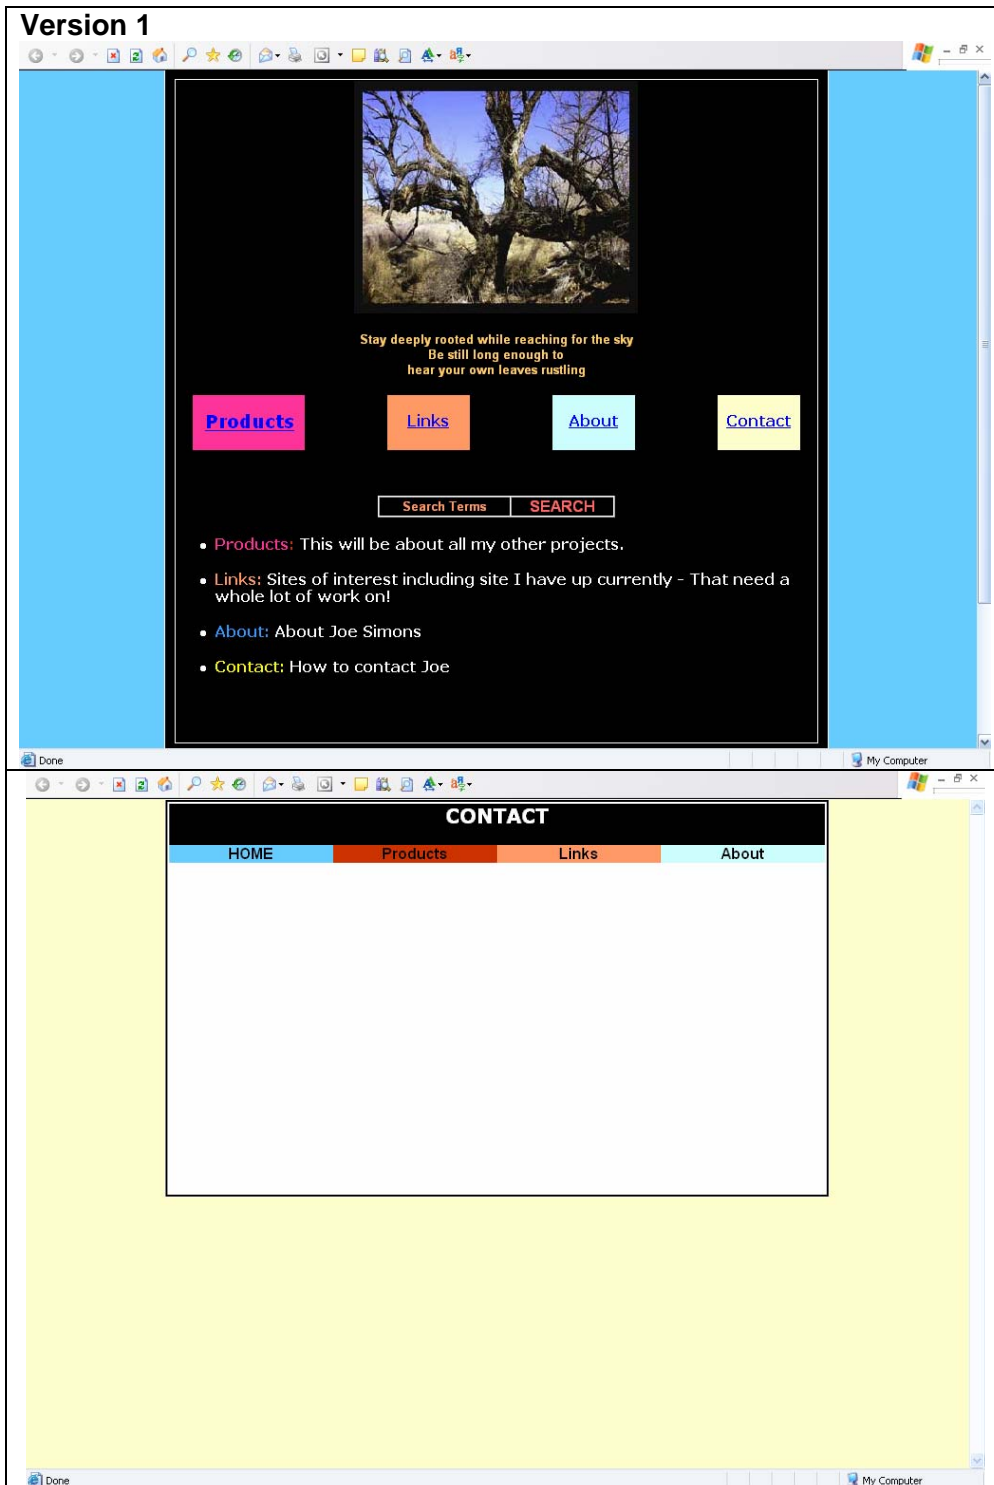 Version 1
Stay deeply rooted while reaching for the sky
Be still long enough to
hear your own leaves rustling
Products
Links
About
Contact
Search Terms
SEARCH
Products: This will be about all my other projects.
Links: Sites of interest including site I have up currently - That need a
whole lot of work on!
About: About Joe Simons
Contact: How to contact Joe
Done
My Computer
CONTACT
HOME
Products
Links
About
Done
My Computer